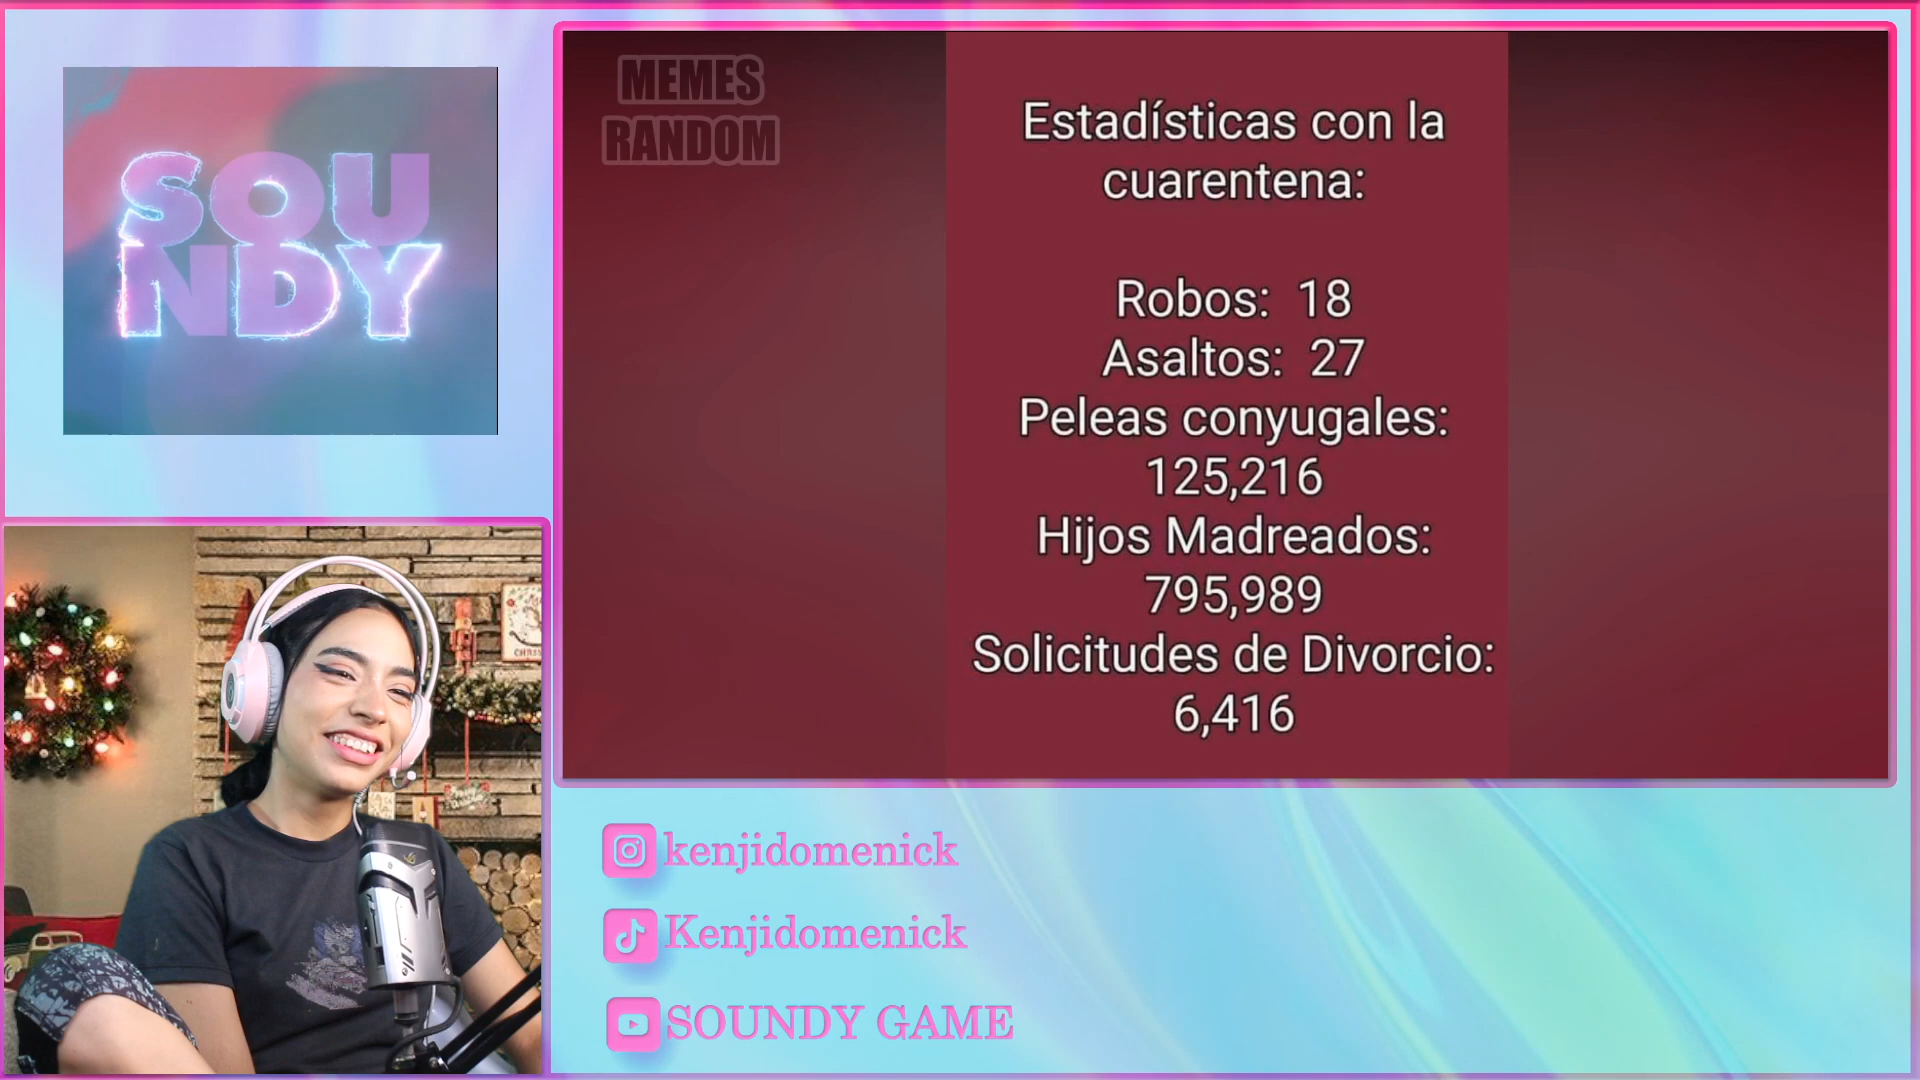 SOU
NDY
MEMES
RANDOM
Estadísticas con la
cuarentena:
Robos: 18
Asaltos: 27
Peleas conyugales:
125,216
Hijos Madreados:
795,989
Solicitudes de Divorcio:
6,416
kenjidomenick
Kenjidomenick
SOUNDY GAME